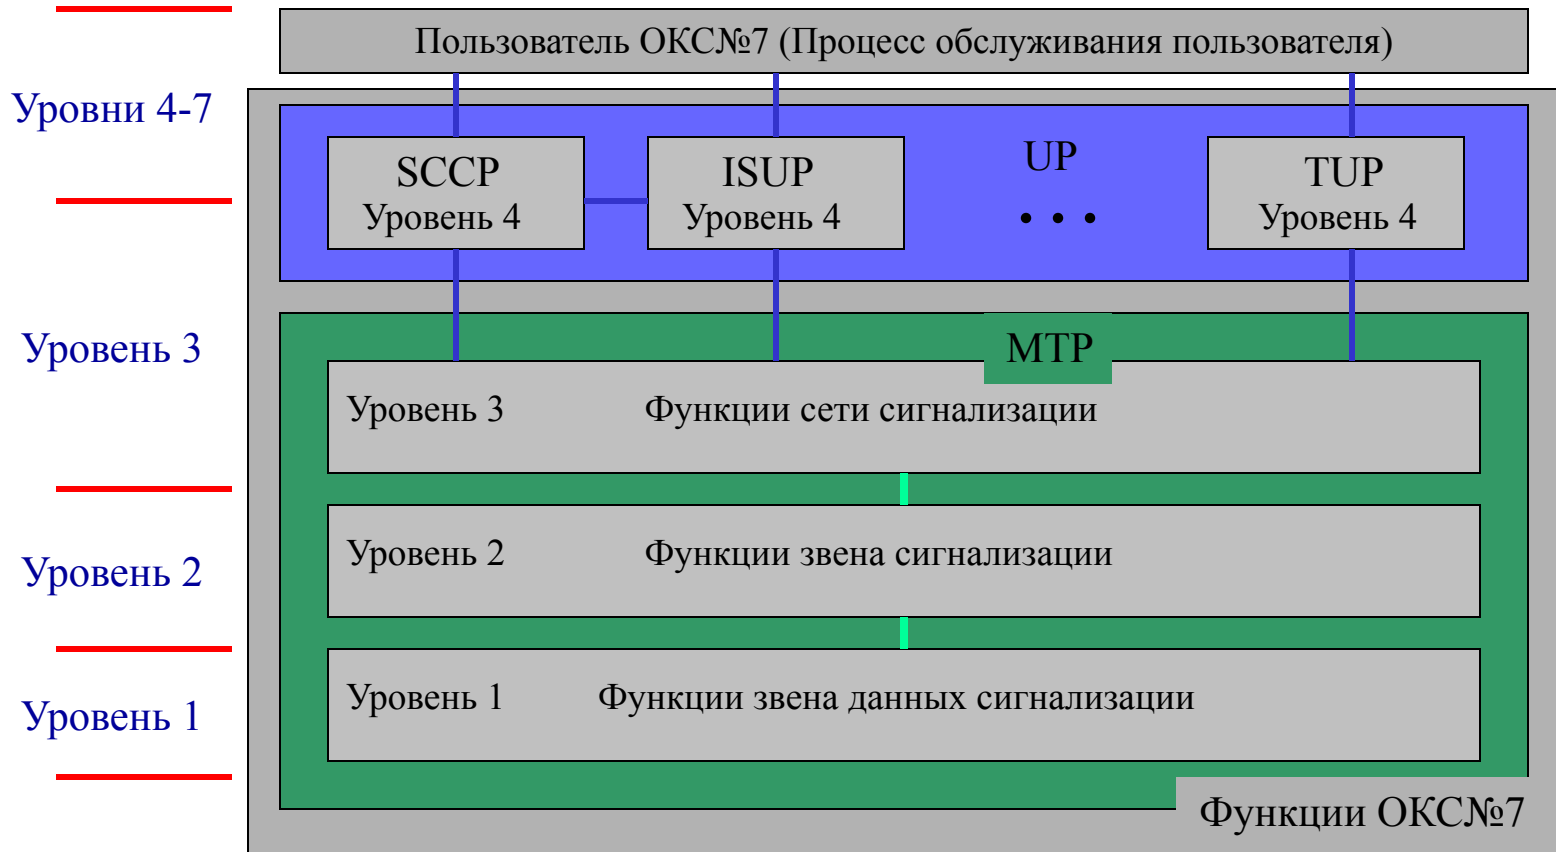 Пользователь ОКС№7 (Процесс обслуживания пользователя)
Уровни 4-7
SCCP
Уровень 4
ISUP
Уровень 4
UP
• • •
TUP
Уровень 4
Уровень 3
MTP
Уровень 3 Функции сети сигнализации
Уровень 2
Уровень 2 Функции звена сигнализации
Уровень 1
Уровень 1 Функции звена данных сигнализации
Функции ОКС№7